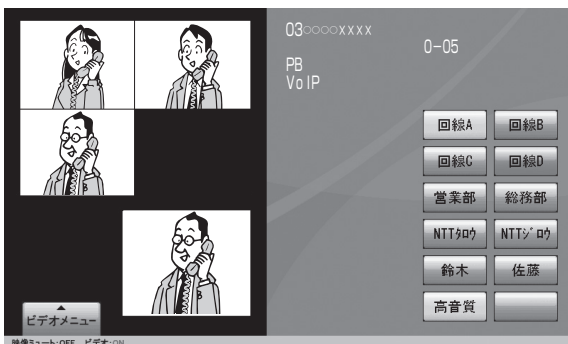 03○○○○xxxx
0-05
PB
VoIP
回線A 回線B
回線C 回線D
営業部 総務部
NTTタロウ NTTジロウ
鈴木 佐藤
高音質
ビデオメニュー
映像ミュート:OFF ビデオ:ON